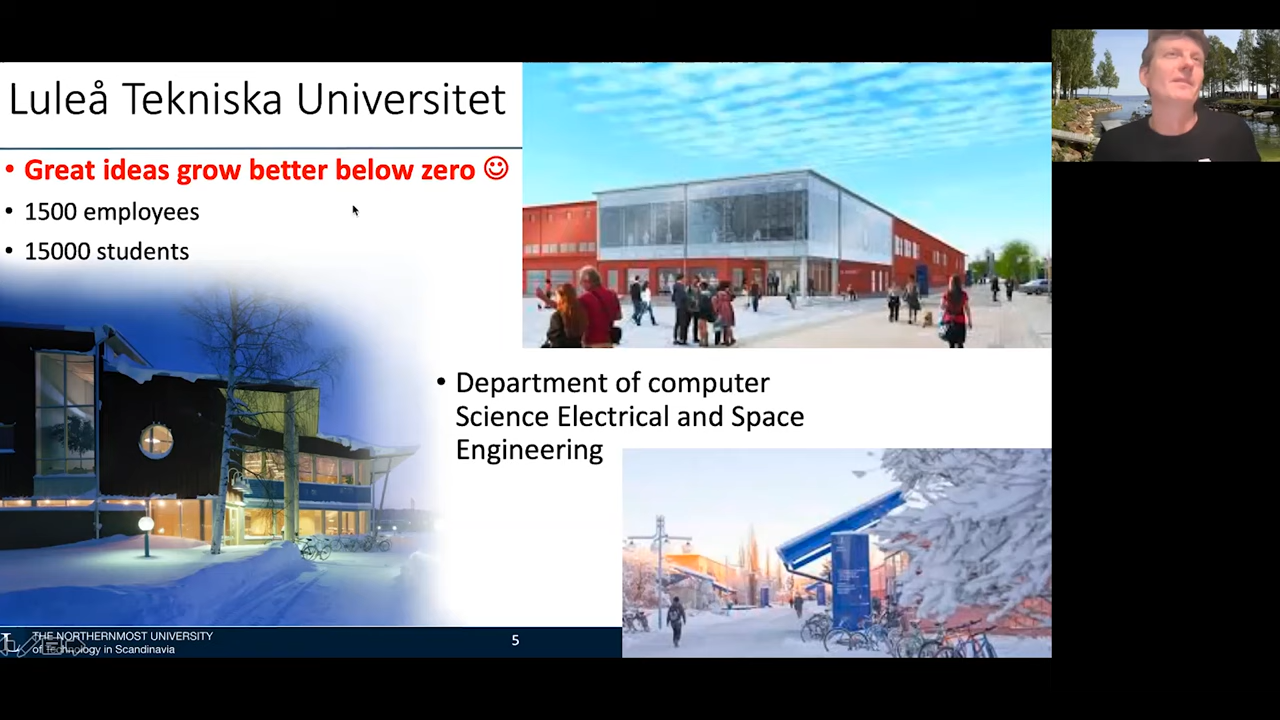 Luleå Tekniska Universitet
• Great ideas grow better below zero ☺
• 1500 employees
• 15000 students
• Department of computer
Science Electrical and Space
Engineering
THE NORTHERNMOST UNIVERSITY
of Technology in Scandinavia
5